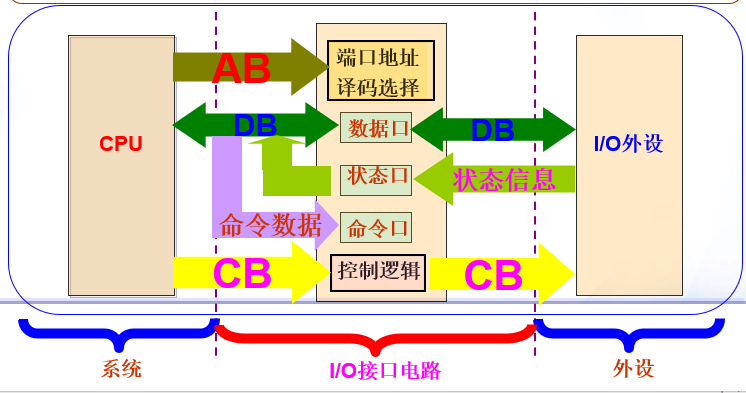 AB
端口地址
译码选择
DB
数据口
DB
CPU
I/O外设
状态口
状态信息
命令数据
命令口
CB
控制逻辑
CB
系统
I/O接口电路
外设